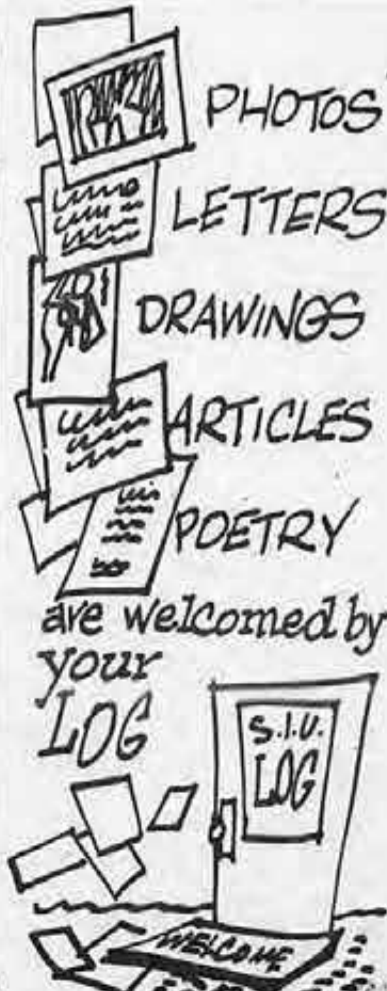 PHOTOS
LETTERS
DRAWINGS
ARTICLES
POETRY
are welcomed by
your
LOG
S.I.U.
LOG
WELCOME